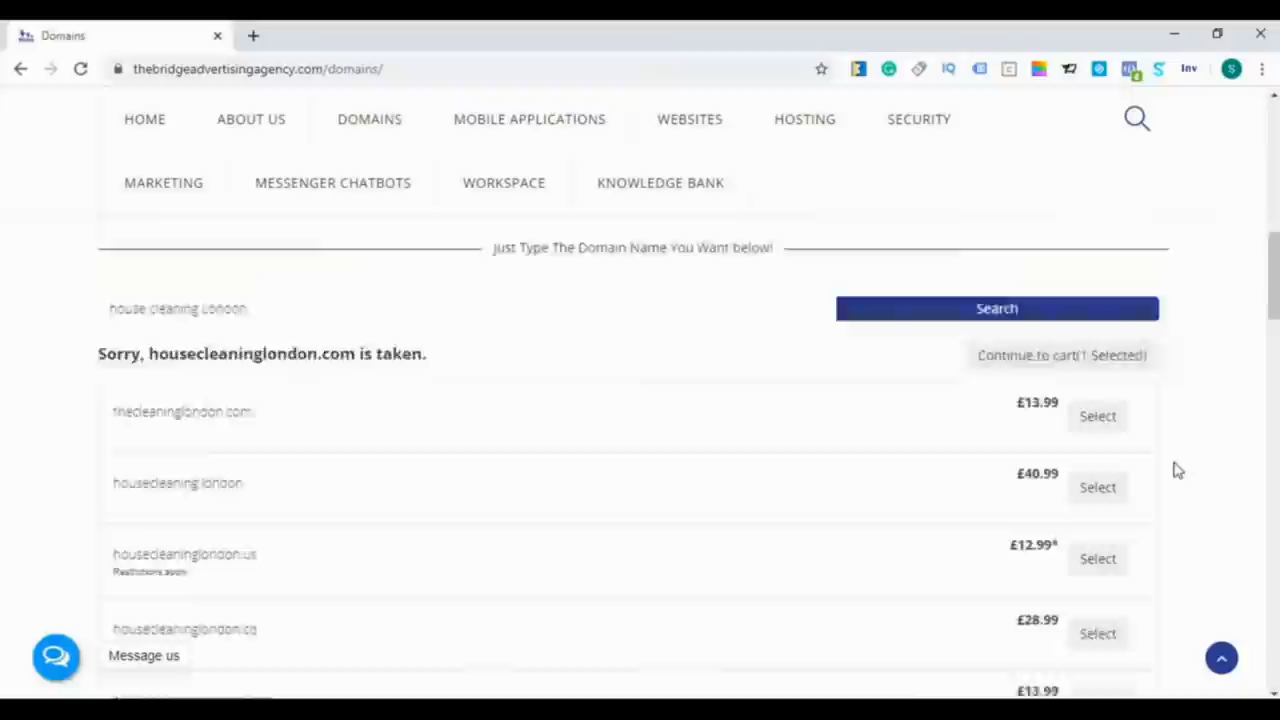 Domains
thebridgeadvertisingagency.com/domains/
IQ
Inv
S
HOME ABOUT US DOMAINS MOBILE APPLICATIONS WEBSITES HOSTING SECURITY
MARKETING MESSENGER CHATBOTS WORKSPACE KNOWLEDGE BANK
Just Type The Domain Name You Want below!
house cleaning London Search
Sorry, housecleaninglondon.com is taken. Continue to cart(1 Selected)
thecleaninglondon.com £13.99 Select
housecleaning.london £40.99 Select
housecleaninglondon.us £12.99* Select
Restrictions apply
housecleaninglondon.co £28.99 Select
Message us
£13.99